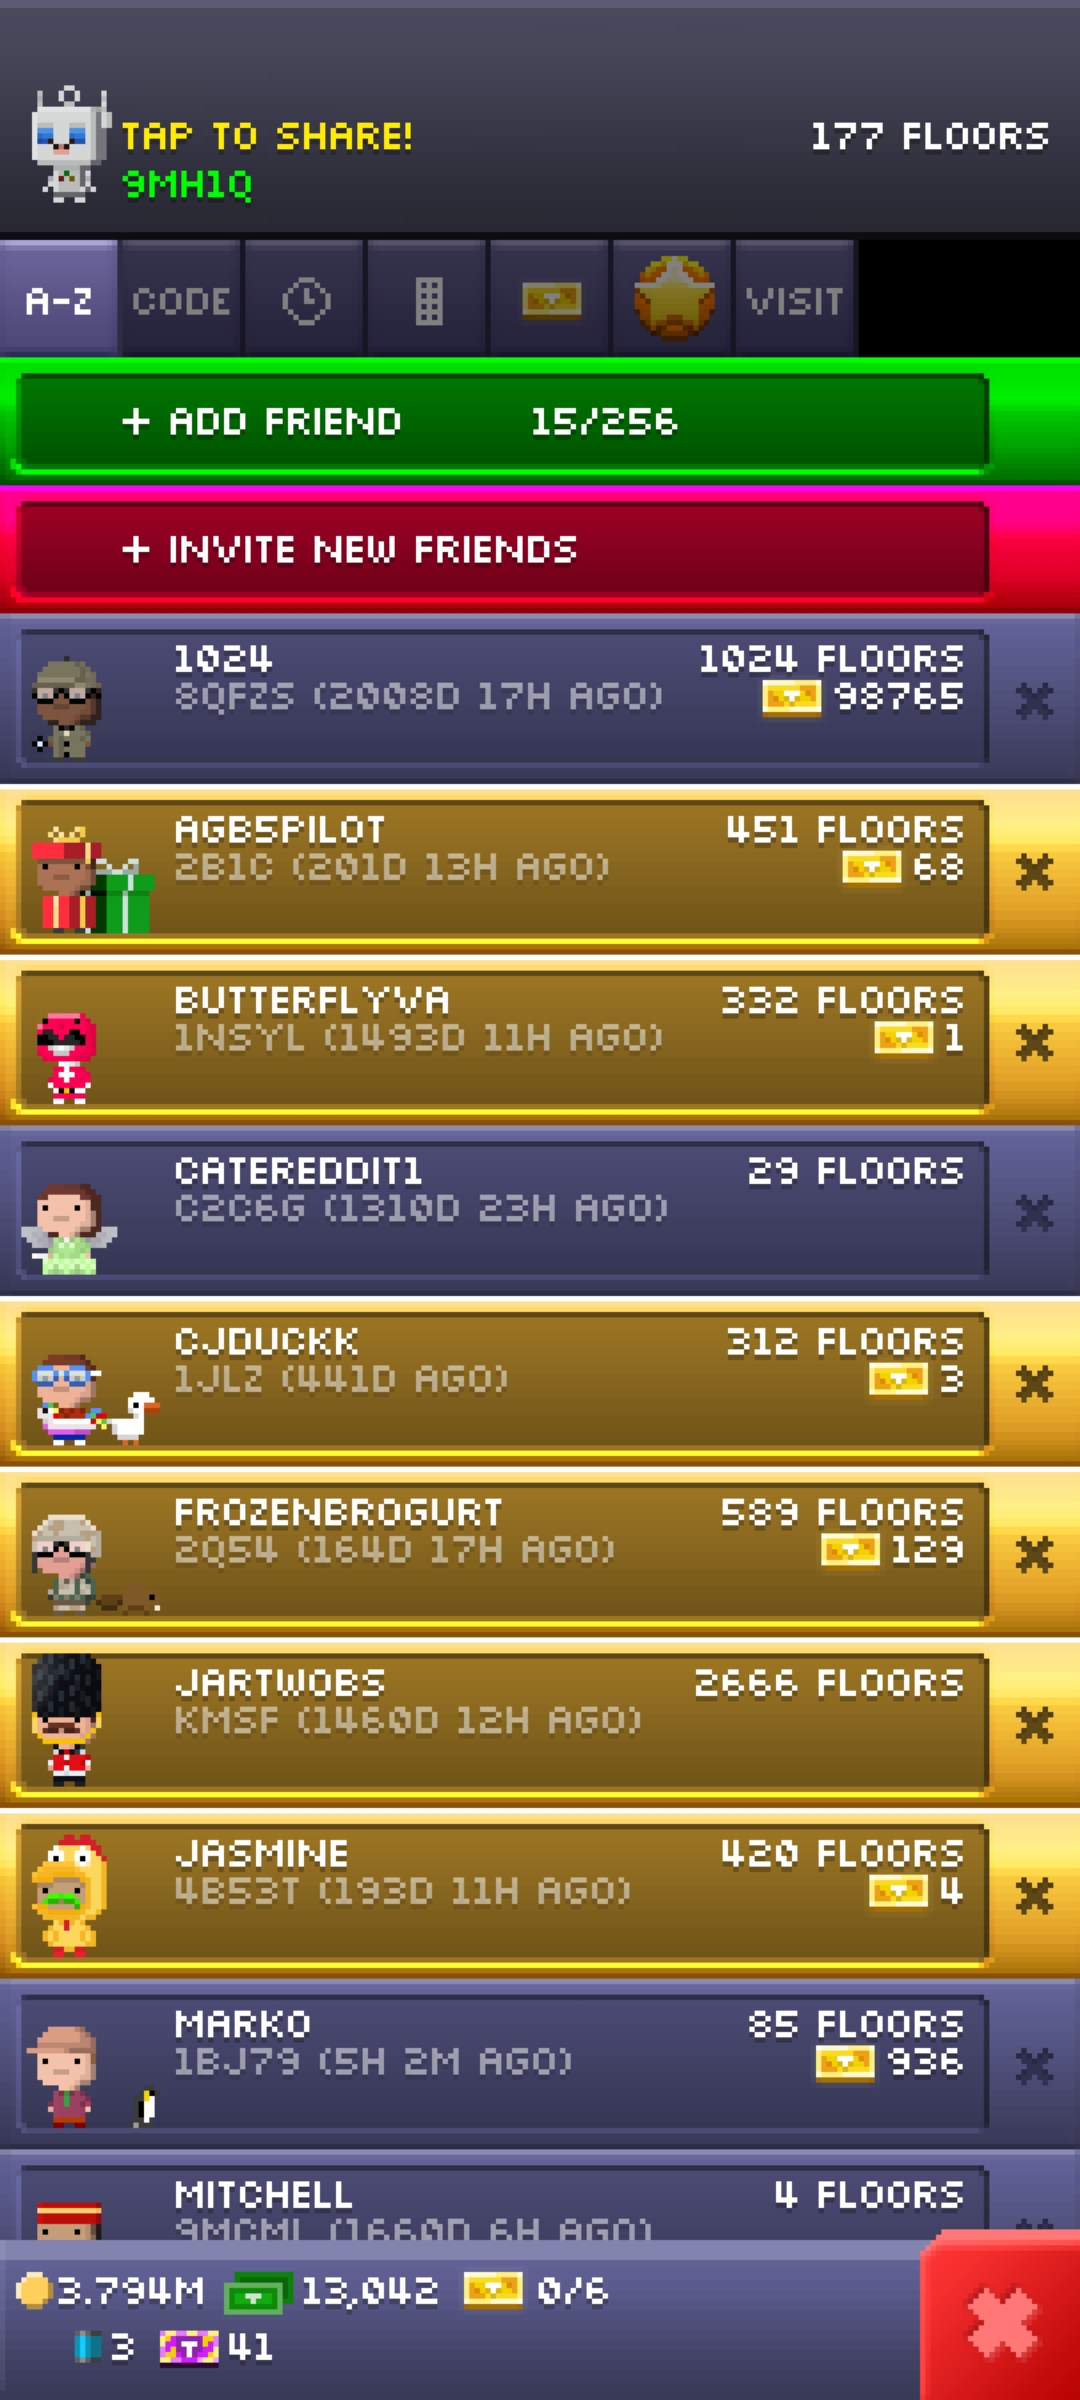 TAP TO SHARE!
177 FLOORS
9MH1Q
A-Z CODE VISIT
+ ADD FRIEND 15/256
+ INVITE NEW FRIENDS
1024 1024 FLOORS
8QFZS (2008D 17H AGO) 98765
AGB5PILOT 451 FLOORS
2B1C (201D 13H AGO) 68
BUTTERFLYVA 332 FLOORS
1NSYL (1493D 11H AGO) 1
CATEREDDIT1 29 FLOORS
C2C6G (1310D 23H AGO)
CJDUCKK 312 FLOORS
1JLZ (441D AGO) 3
FROZENBROGURT 589 FLOORS
2Q54 (164D 17H AGO) 129
JARTWOBS 2666 FLOORS
KMSF (1460D 12H AGO)
JASMINE 420 FLOORS
4B53T (193D 11H AGO) 4
MARKO 85 FLOORS
1BJ79 (5H 2M AGO) 936
MITCHELL 4 FLOORS
9MCML (1660D 6H AGO)
3.794M 13,042 0/6
3 41